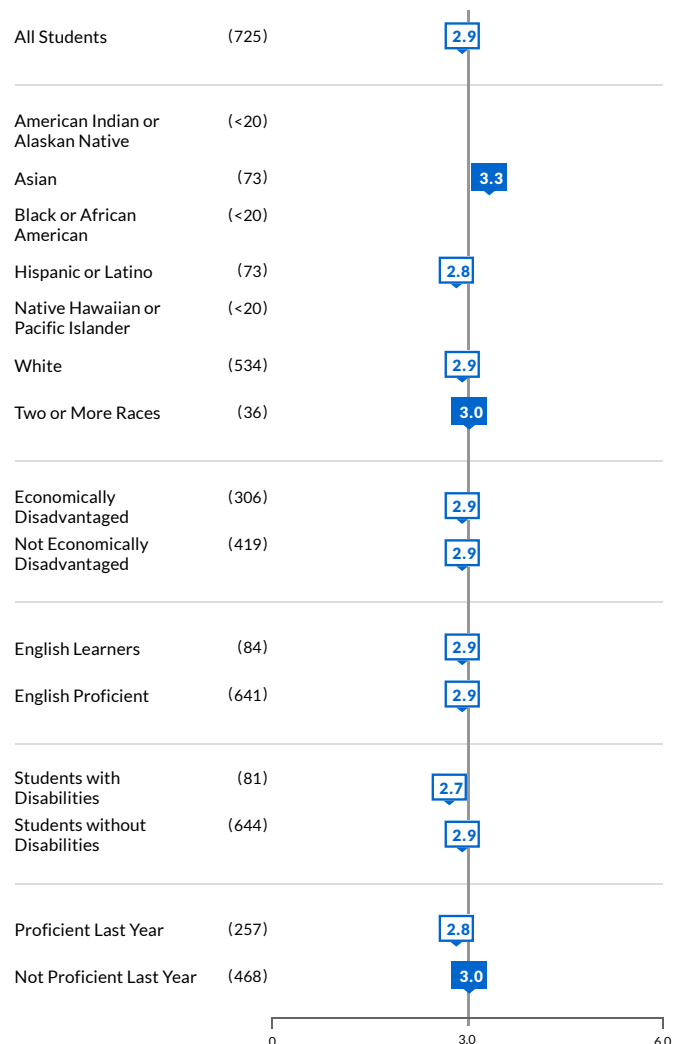 All Students (725) 2.9
American Indian or (<20)
Alaskan Native
Asian (73) 3.3
Black or African (<20)
American
Hispanic or Latino (73) 2.8
Native Hawaiian or (<20)
Pacific Islander
White (534) 2.9
Two or More Races (36) 3.0
Economically (306) 2.9
Disadvantaged
Not Economically (419) 2.9
Disadvantaged
English Learners (84) 2.9
English Proficient (641) 2.9
Students with (81) 2.7
Disabilities
Students without (644) 2.9
Disabilities
Proficient Last Year (257) 2.8
Not Proficient Last Year (468) 3.0
0 3.0 6.0